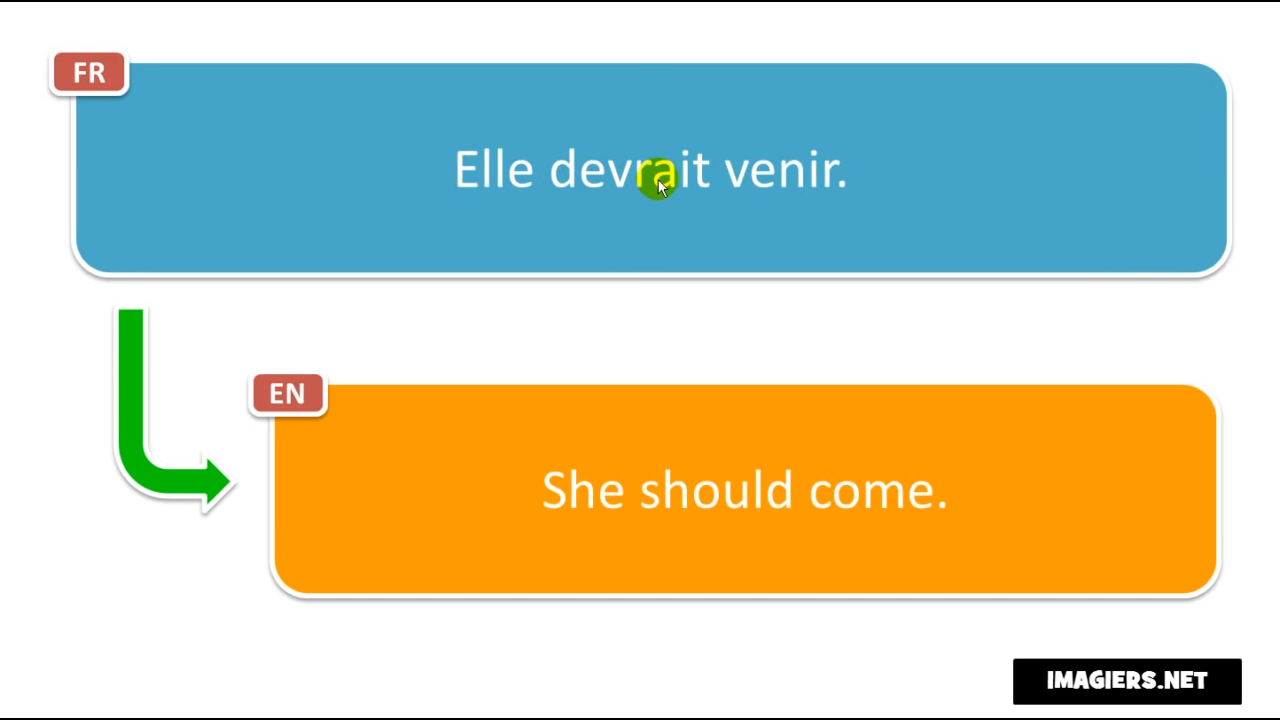 FR
Elle devrait venir.
EN
She should come.
IMAGIERS.NET